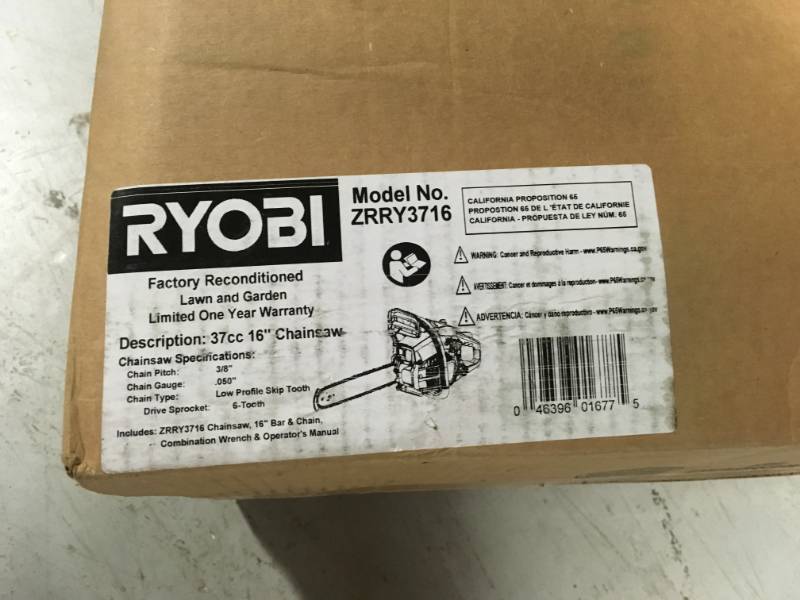 RYOBI
Model No.
ZRRY3716
CALIFORNIA PROPOSITION 65
PROPOSTION 65 DE L 'ÉTAT DE CALIFORNIE
CALIFORNIA - PROPUESTA DE LEY NÚM. 65
WARNING: Cancer and Reproductive Harm - www.P65Warnings.ca.gov
AVERTISSEMENT: Cancer et dommages à la reproduction- www.P65Warnings.ca.gov
ADVERTENCIA: Cáncer y daño reproductivo- www.P65Warnings.ca.gov
Factory Reconditioned
Lawn and Garden
Limited One Year Warranty
Description: 37cc 16" Chainsaw
Chainsaw Specifications:
Chain Pitch: 3/8"
Chain Gauge: .050"
Chain Type: Low Profile Skip Tooth
Drive Sprocket: 6-Tooth
Includes: ZRRY3716 Chainsaw, 16" Bar & Chain,
Combination Wrench & Operator's Manual
0 46396 01677 5